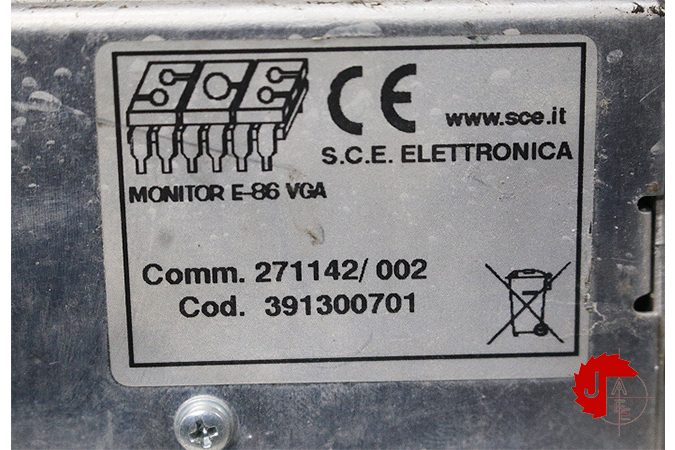 SCE
CE
www.sce.it
S.C.E. ELETTRONICA
MONITOR E-86 VGA
Comm. 271142/ 002
Cod. 391300701
J